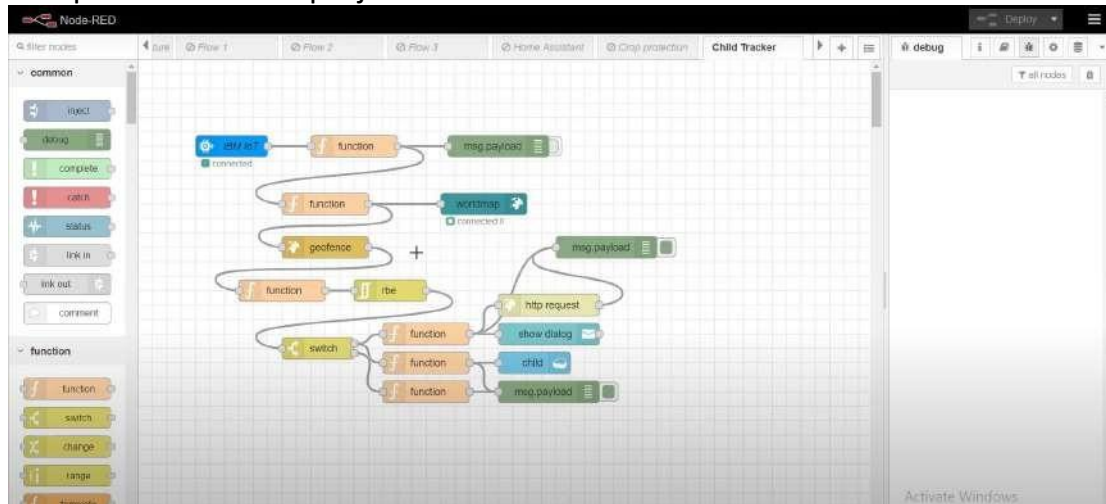 Node-RED
Deploy
filter nodes
Flow 1
Flow 2
Flow 3
Home Assistant
Crop protection
Child Tracker
debug
all nodes
common
inject
debug
complete
catch
status
link in
link out
comment
function
function
switch
change
range
template
IBM IoT
connected
function
msg.payload
function
worldmap
geofence
msg.payload
function
rbe
http request
switch
function
show dialog
function
child
function
msg.payload
Activate Windows